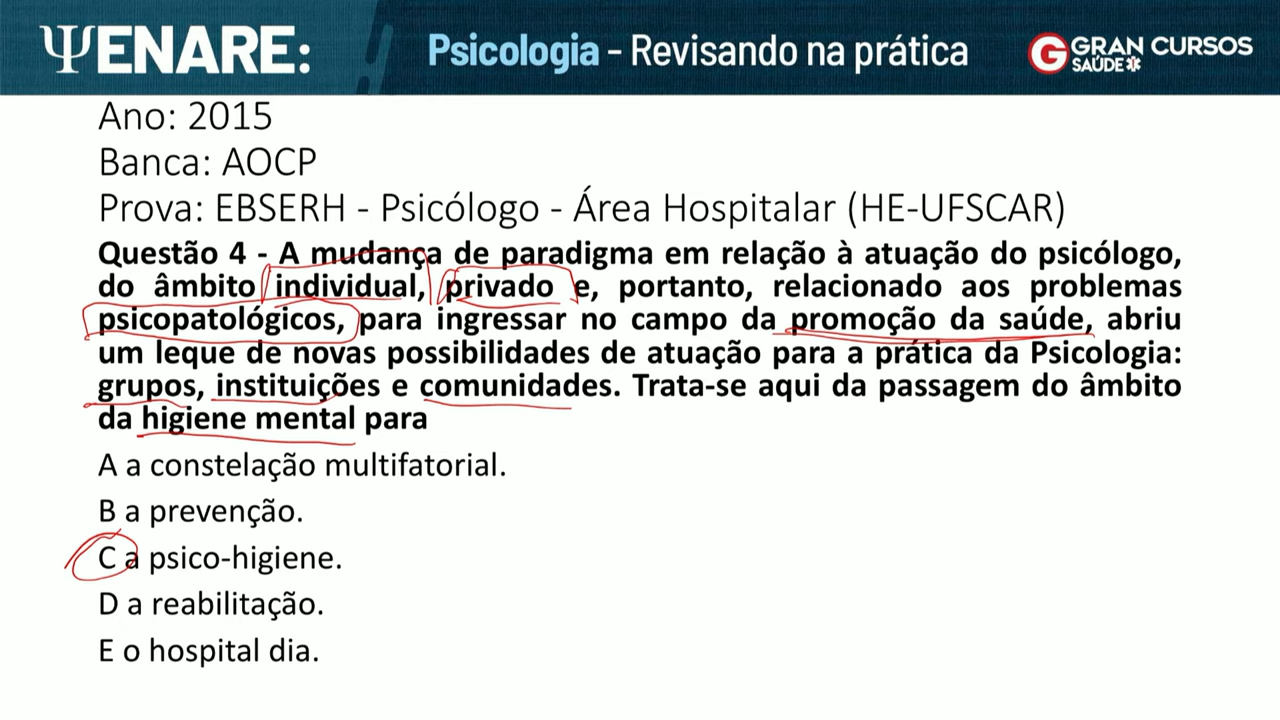 ΨENARE:
Psicologia - Revisando na prática
GRAN CURSOS
SAÚDE
Ano: 2015
Banca: AOCP
Prova: EBSERH - Psicólogo - Área Hospitalar (HE-UFSCAR)
Questão 4 - A mudança de paradigma em relação à atuação do psicólogo,
do âmbito individual, privado e, portanto, relacionado aos problemas
psicopatológicos, para ingressar no campo da promoção da saúde, abriu
um leque de novas possibilidades de atuação para a prática da Psicologia:
grupos, instituições e comunidades. Trata-se aqui da passagem do âmbito
da higiene mental para
A a constelação multifatorial.
B a prevenção.
C a psico-higiene.
D a reabilitação.
E o hospital dia.